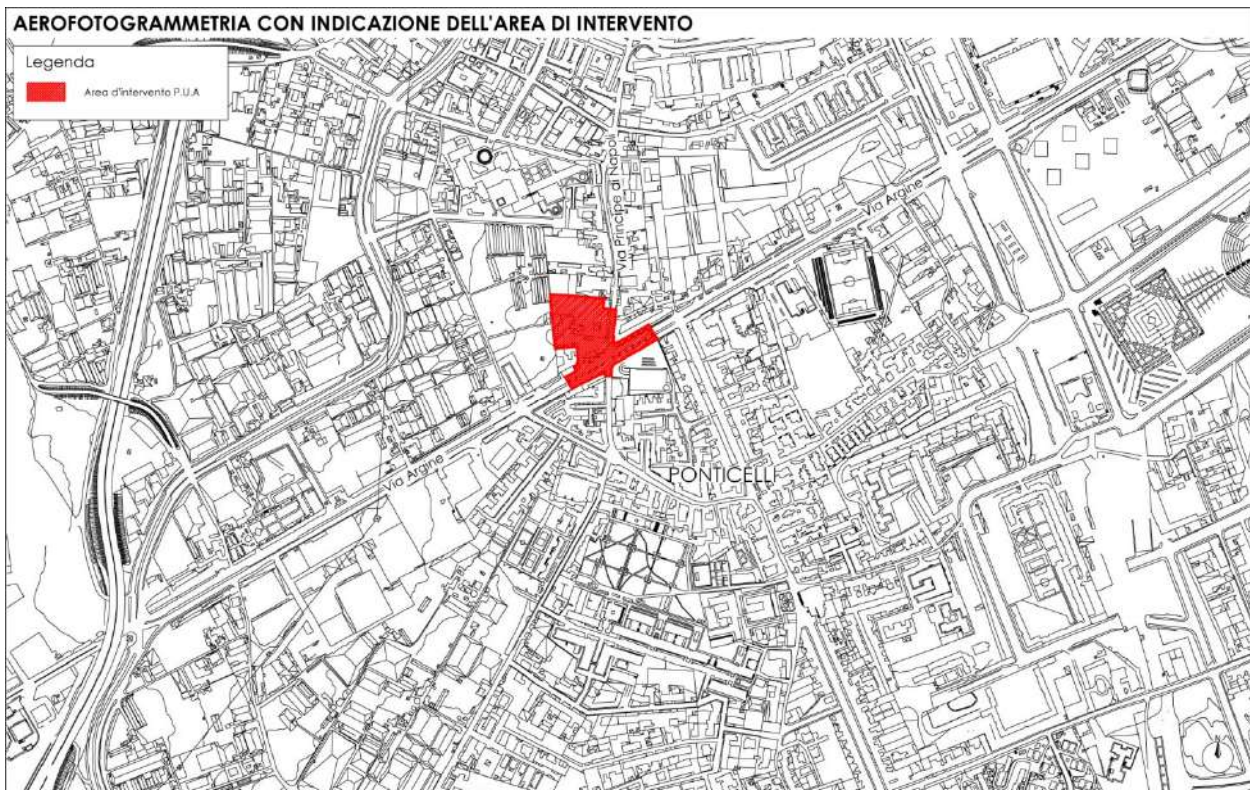 AEROFOTOGRAMMETRIA CON INDICAZIONE DELL'AREA DI INTERVENTO
Legenda
Area d'intervento P.U.A
Via Principe di Napoli
Via Argine
Via Argine
PONTICELLI